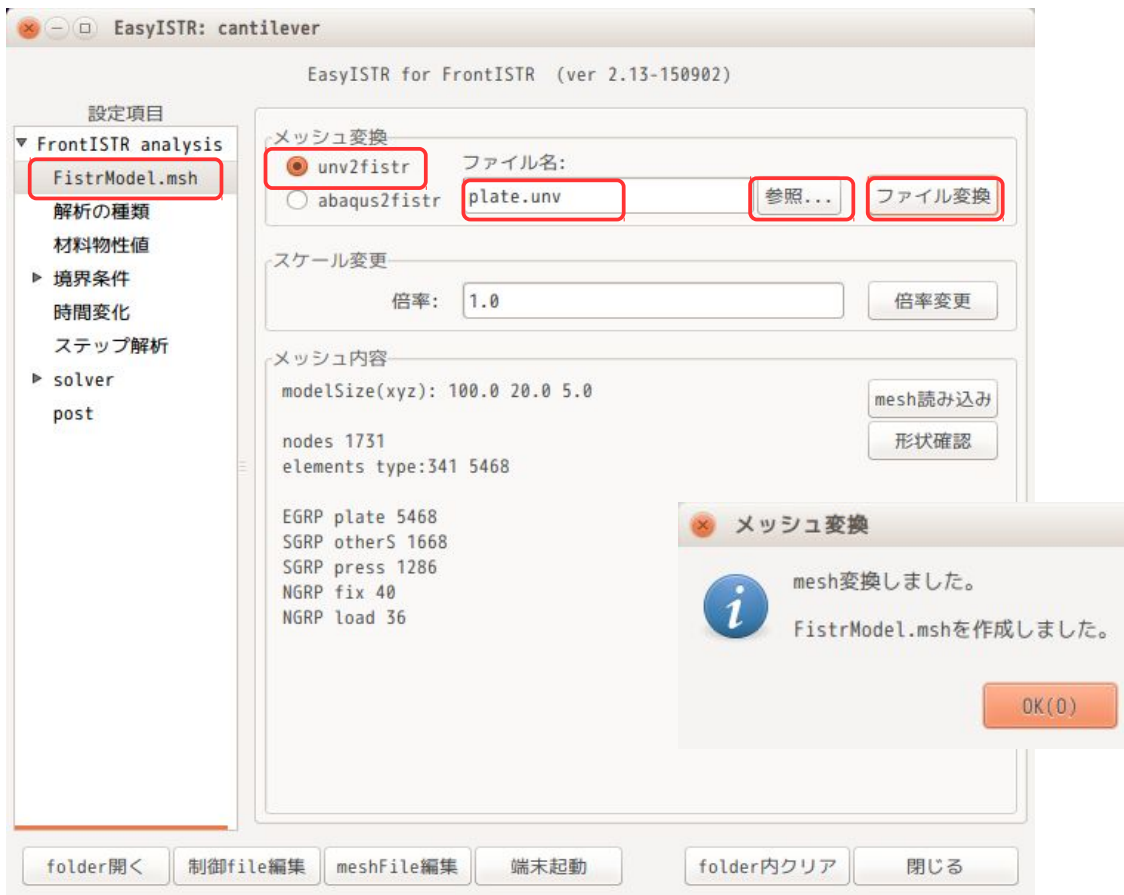 EasyISTR: cantilever
EasyISTR for FrontISTR (ver 2.13-150902)
設定項目
FrontISTR analysis
FistrModel.msh
解析の種類
材料物性値
境界条件
時間変化
ステップ解析
solver
post
メッシュ変換
unv2fistr
abaqus2fistr
ファイル名:
plate.unv
参照...
ファイル変換
スケール変更
倍率:
1.0
倍率変更
メッシュ内容
modelSize(xyz): 100.0 20.0 5.0
nodes 1731
elements type:341 5468
EGRP plate 5468
SGRP otherS 1668
SGRP press 1286
NGRP fix 40
NGRP load 36
mesh読み込み
形状確認
メッシュ変換
mesh変換しました。
FistrModel.mshを作成しました。
OK(O)
folder開く
制御file編集
meshFile編集
端末起動
folder内クリア
閉じる